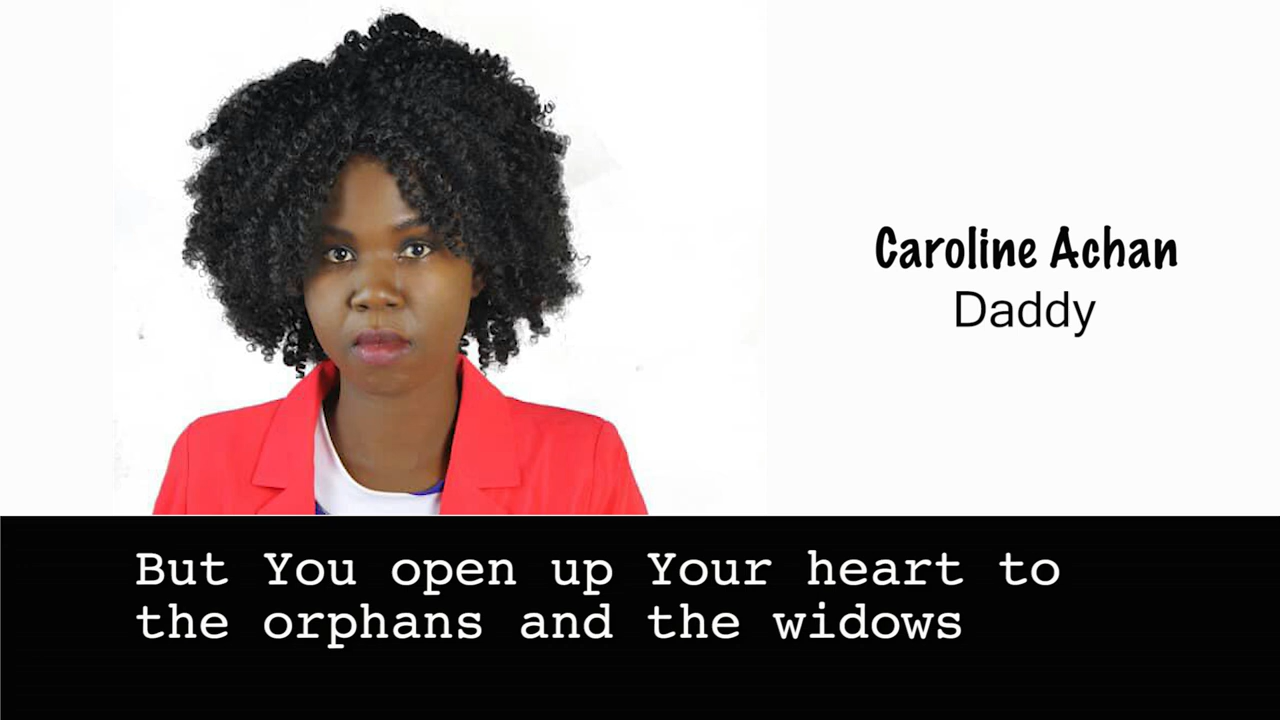 Caroline Achan
Daddy
But You open up Your heart to
the orphans and the widows